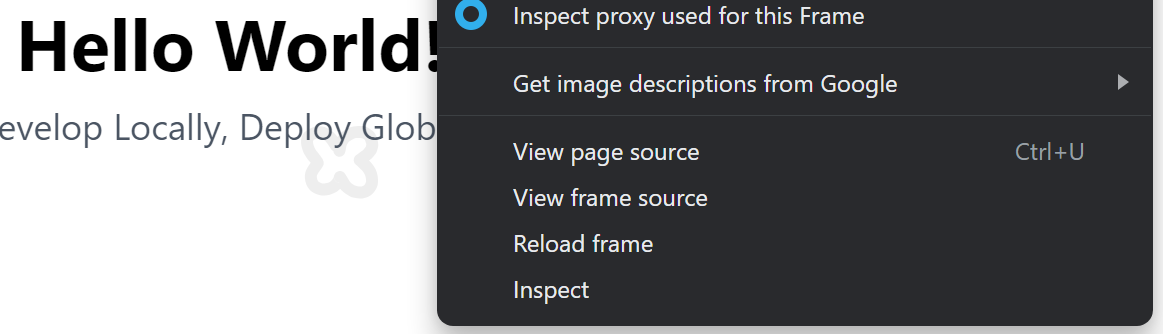 Hello World!
evelop Locally, Deploy Glob
Inspect proxy used for this Frame
Get image descriptions from Google
View page source Ctrl+U
View frame source
Reload frame
Inspect